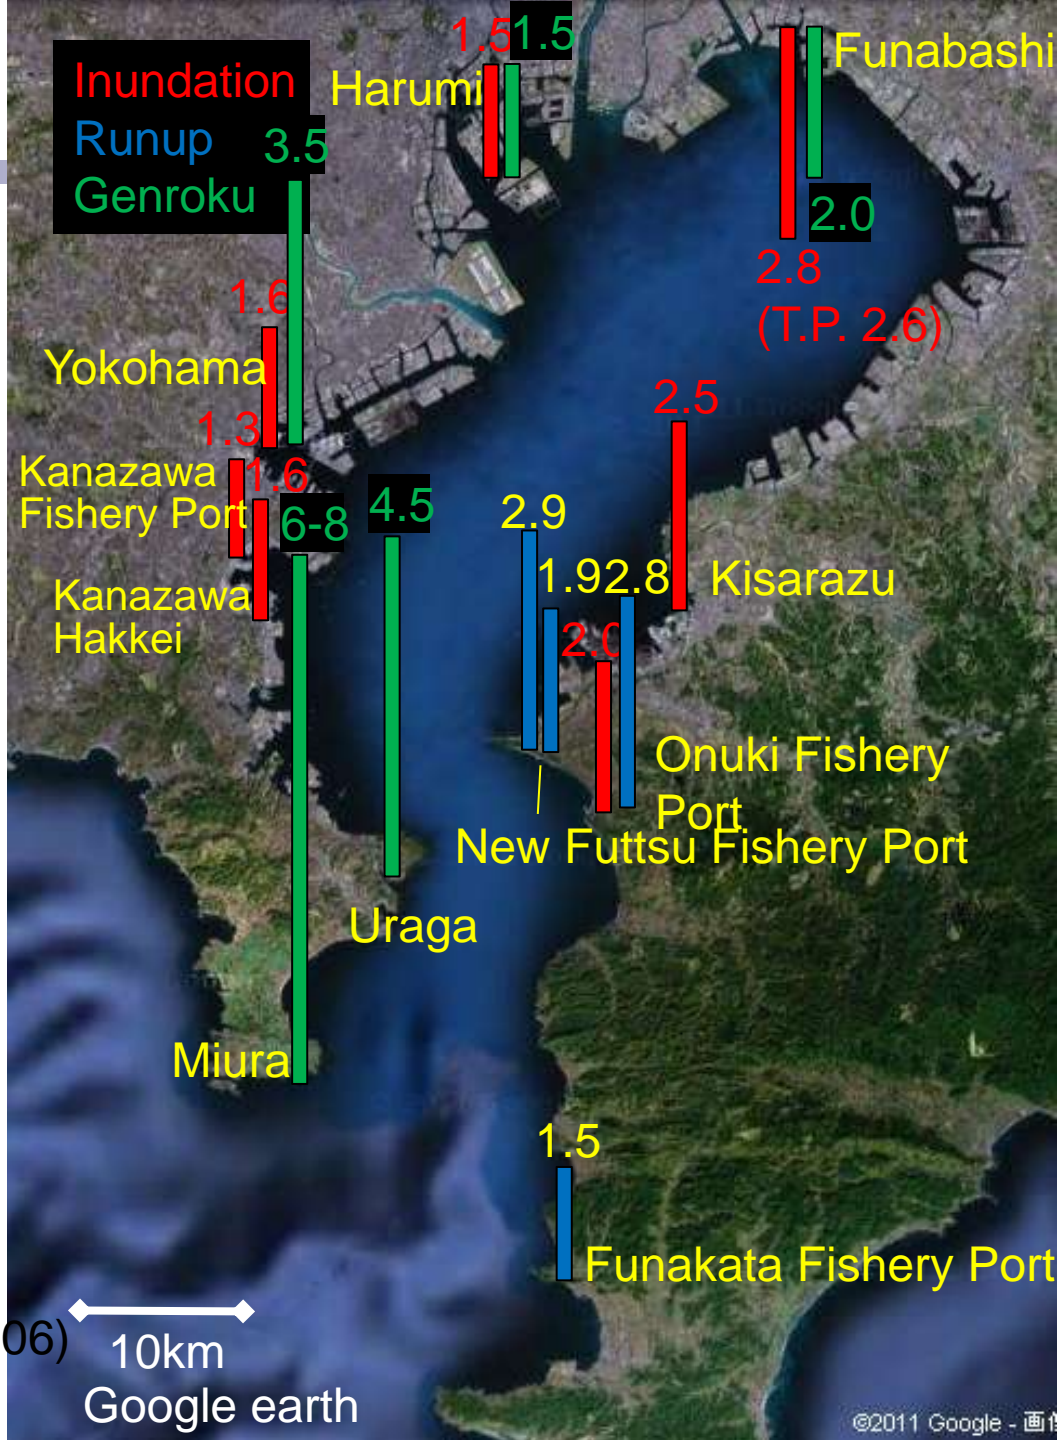 1.5
1.5
Funabashi
Inundation
Harumi
Runup
3.5
Genroku
2.0
2.8
(T.P. 2.6)
1.6
Yokohama
2.5
1.3
Kanazawa
Fishery Port
1.6
6-8
4.5
2.9
1.9
2.8
Kisarazu
Kanazawa
Hakkei
2.0
Onuki Fishery
Port
New Futtsu Fishery Port
Uraga
Miura
1.5
Funakata Fishery Port
06)
10km
Google earth
©2011 Google - 画